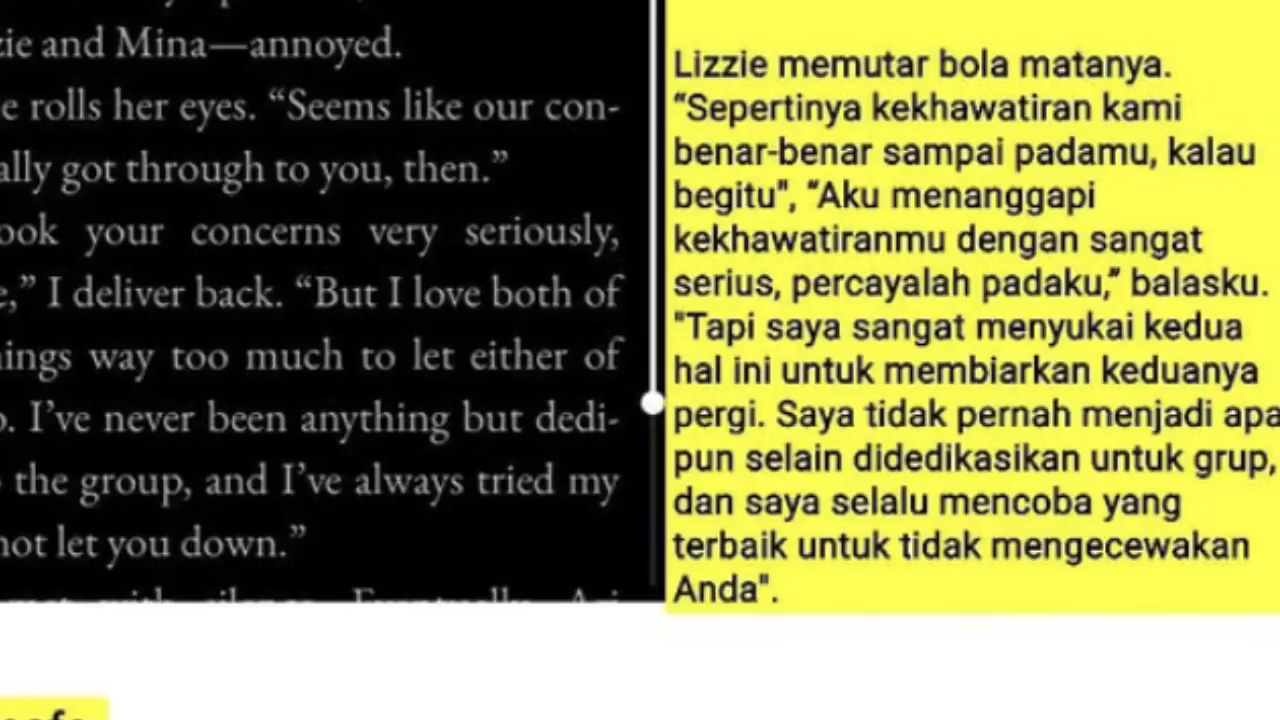 zie and Mina—annoyed.
e rolls her eyes. “Seems like our con-
ally got through to you, then.”
ook your concerns very seriously,
e,” I deliver back. “But I love both of
ings way too much to let either of
o. I’ve never been anything but dedi-
the group, and I’ve always tried my
not let you down.”
silence. Eventually, Ari
Lizzie memutar bola matanya.
“Sepertinya kekhawatiran kami
benar-benar sampai padamu, kalau
begitu", “Aku menanggapi
kekhawatiranmu dengan sangat
serius, percayalah padaku,” balasku.
"Tapi saya sangat menyukai kedua
hal ini untuk membiarkan keduanya
pergi. Saya tidak pernah menjadi apa
pun selain didedikasikan untuk grup,
dan saya selalu mencoba yang
terbaik untuk tidak mengecewakan
Anda".